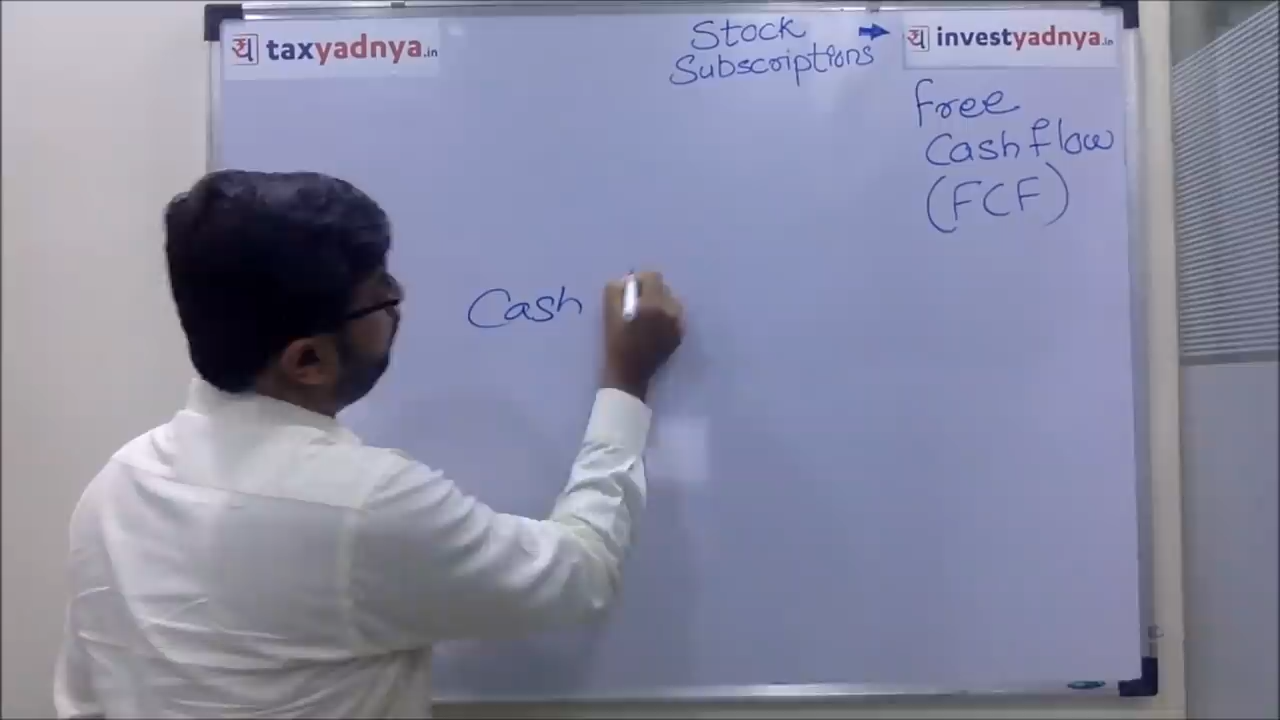 य taxyadnya.in
Stock
Subscriptions
य investyadnya.in
Free
Cashflow
(FCF)
Cash